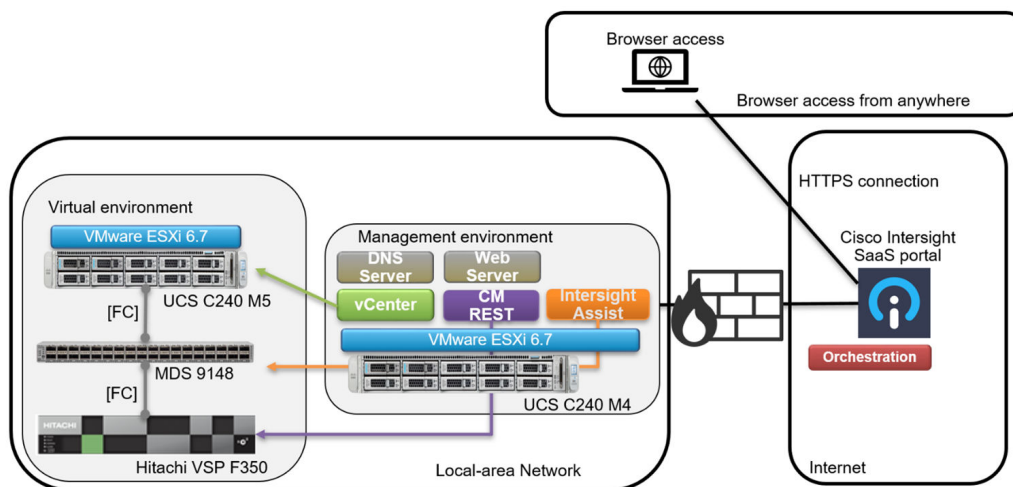 Browser access
Browser access from anywhere
HTTPS connection
Cisco Intersight
SaaS portal
Orchestration
Internet
Virtual environment
VMware ESXi 6.7
UCS C240 M5
[FC]
MDS 9148
[FC]
HITACHI
Hitachi VSP F350
Management environment
DNS
Server
Web
Server
vCenter
CM
REST
Intersight
Assist
VMware ESXi 6.7
UCS C240 M4
Local-area Network